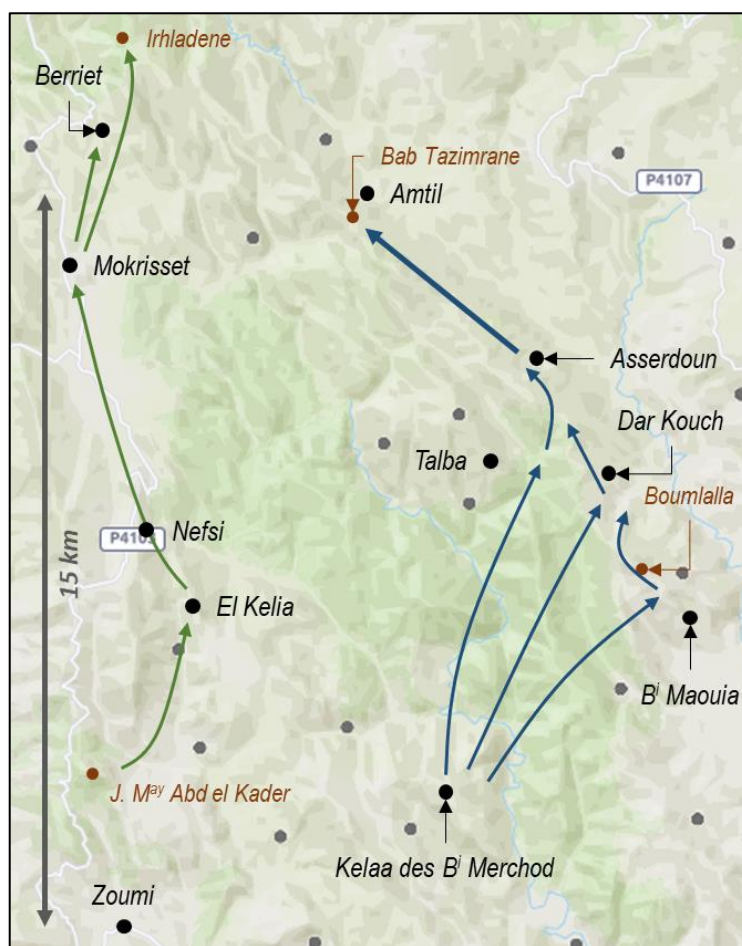 Irhladene
Berriet
Bab Tazimrane
P4107
Amtil
Mokrisset
Asserdoun
Dar Kouch
Talba
Boumlalla
Nefsi
15 km
El Kelia
Bⁱ Maouia
J. Mᵃʸ Abd el Kader
Kelaa des Bⁱ Merchod
Zoumi